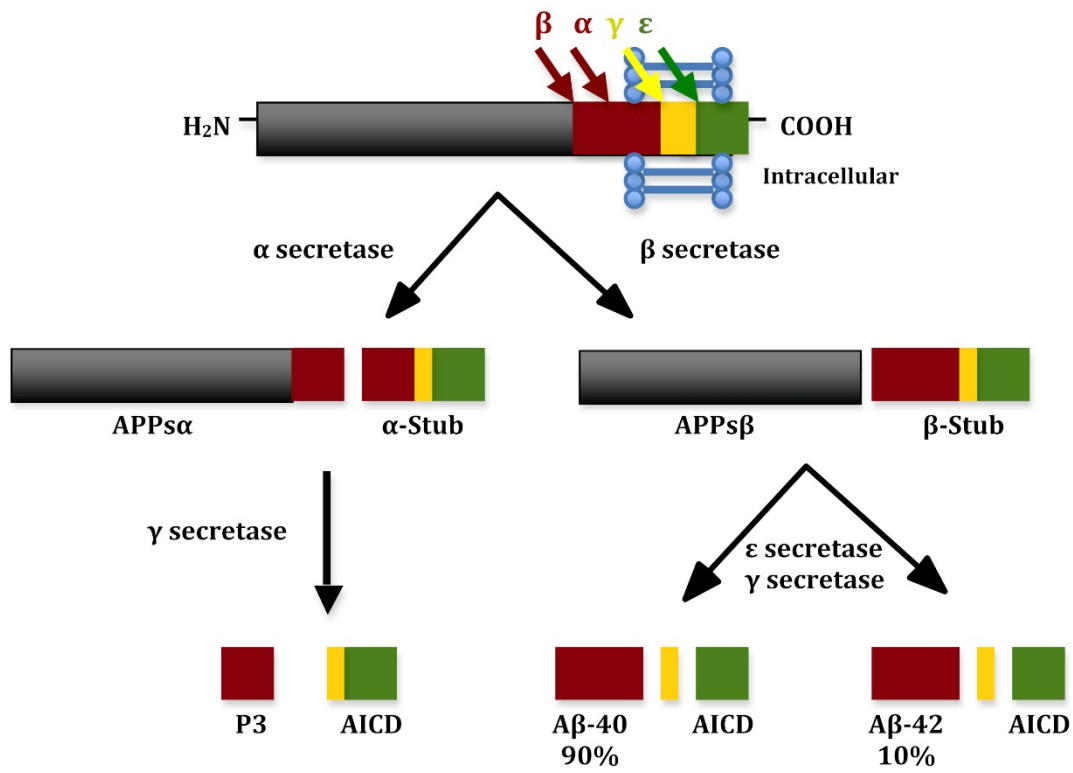 β α γ ε
H₂N
COOH
Intracellular
α secretase
β secretase
APPsα
α-Stub
APPsβ
β-Stub
γ secretase
ε secretase
γ secretase
P3
AICD
Aβ-40
90%
AICD
Aβ-42
10%
AICD